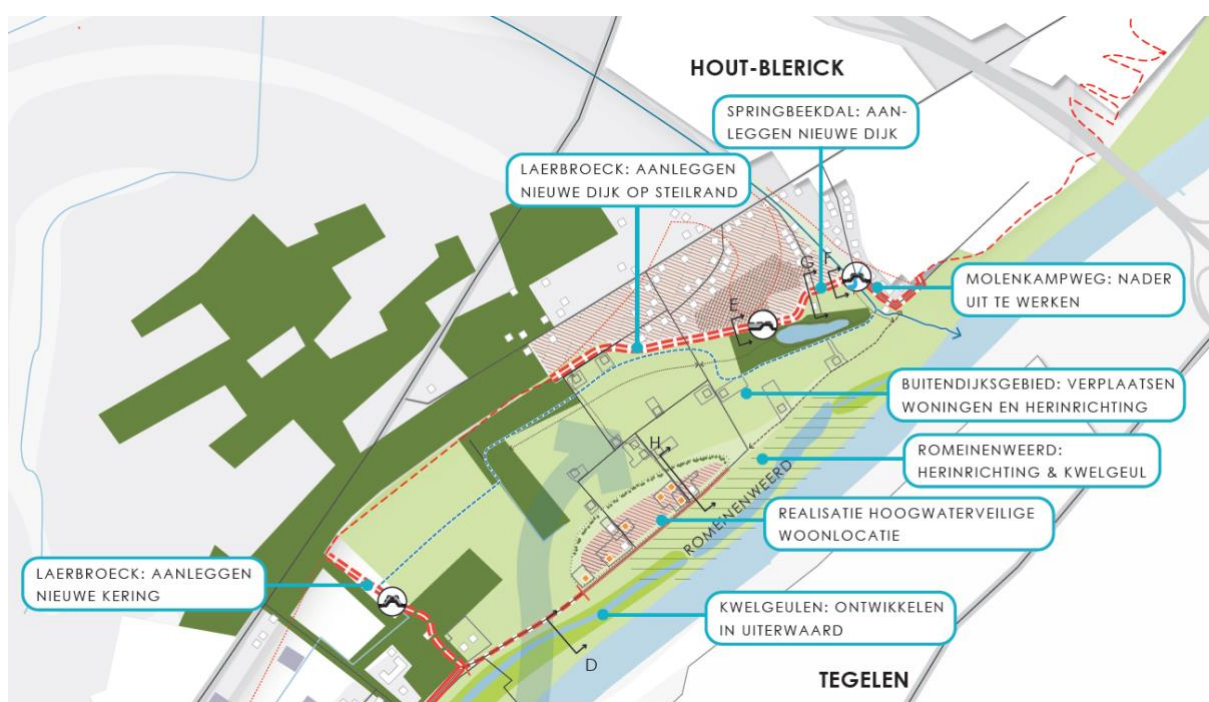 HOUT-BLERICK
SPRINGBEEKDAL: AAN-
LEGGEN NIEUWE DIJK
LAERBROECK: AANLEGGEN
NIEUWE DIJK OP STEILRAND
G
F
MOLENKAMPWEG: NADER
UIT TE WERKEN
E
BUITENDIJKSGEBIED: VERPLAATSEN
WONINGEN EN HERINRICHTING
H
ROMEINENWEERD:
HERINRICHTING & KWELGEUL
ROMEINENWEERD
REALISATIE HOOGWATERVEILIGE
WOONLOCATIE
LAERBROECK: AANLEGGEN
NIEUWE KERING
KWELGEULEN: ONTWIKKELEN
IN UITERWAARD
D
TEGELEN